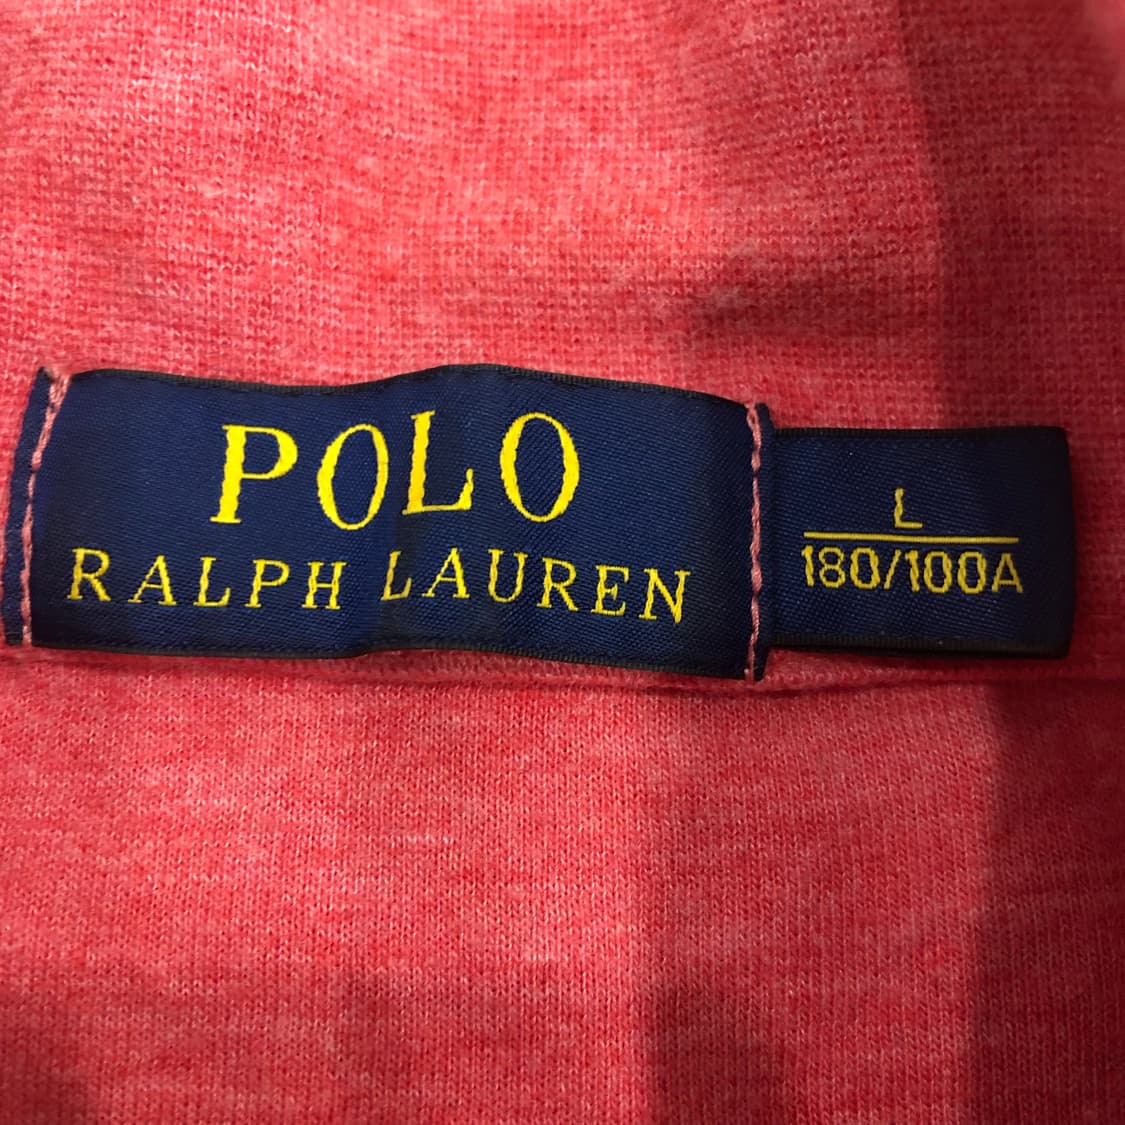 POLO
RALPH LAUREN
L
180/100A